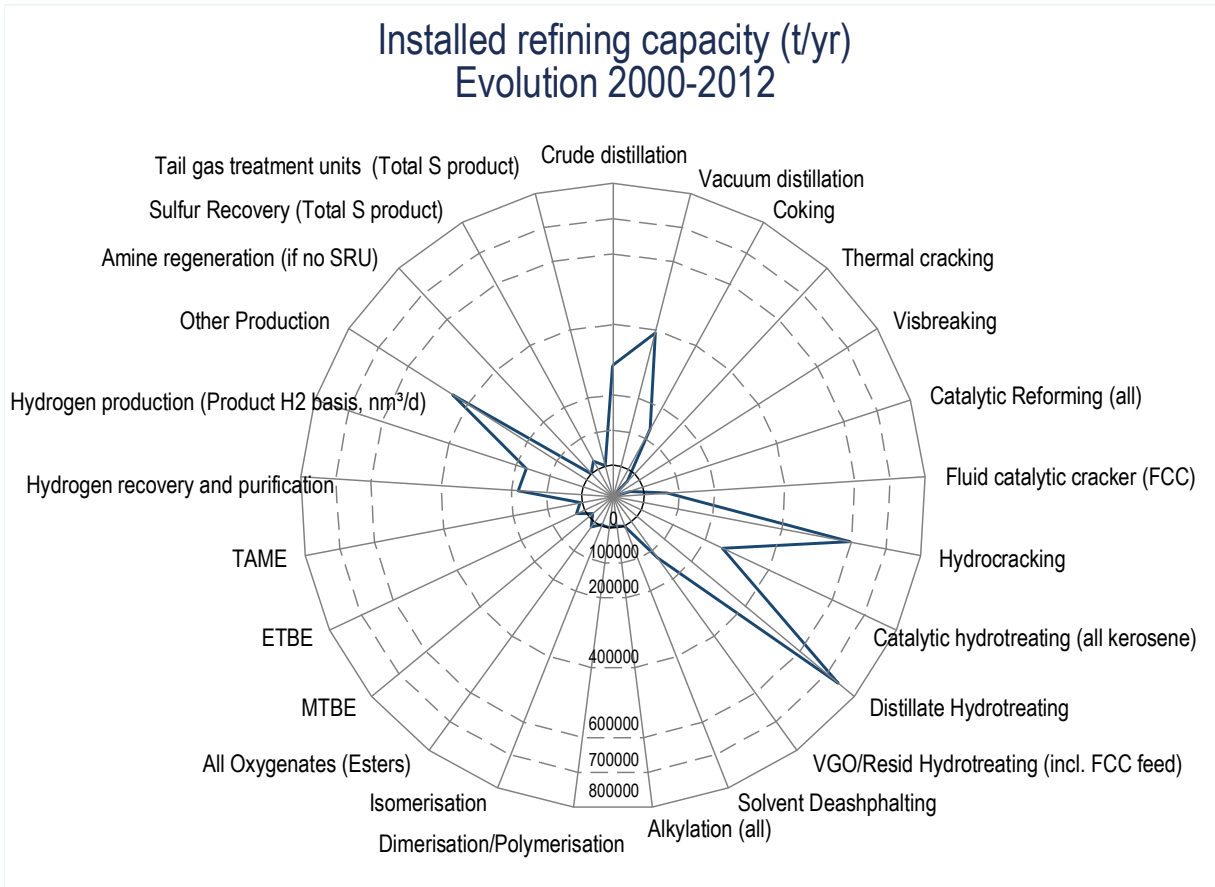 Installed refining capacity (t/yr)
Evolution 2000-2012
Crude distillation
Vacuum distillation
Coking
Thermal cracking
Visbreaking
Catalytic Reforming (all)
Fluid catalytic cracker (FCC)
Hydrocracking
Catalytic hydrotreating (all kerosene)
Distillate Hydrotreating
VGO/Resid Hydrotreating (incl. FCC feed)
Solvent Deashphalting
Alkylation (all)
Dimerisation/Polymerisation
Isomerisation
All Oxygenates (Esters)
MTBE
ETBE
TAME
Hydrogen recovery and purification
Hydrogen production (Product H2 basis, nm³/d)
Other Production
Amine regeneration (if no SRU)
Sulfur Recovery (Total S product)
Tail gas treatment units (Total S product)
0
100000
200000
400000
600000
700000
800000